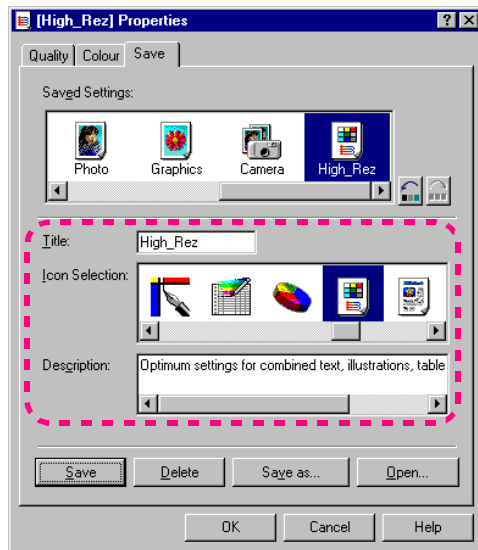 [High_Rez] Properties
Quality Colour Save
Saved Settings:
Photo Graphics Camera High_Rez
Title: High_Rez
Icon Selection:
Description: Optimum settings for combined text, illustrations, table
Save Delete Save as... Open...
OK Cancel Help